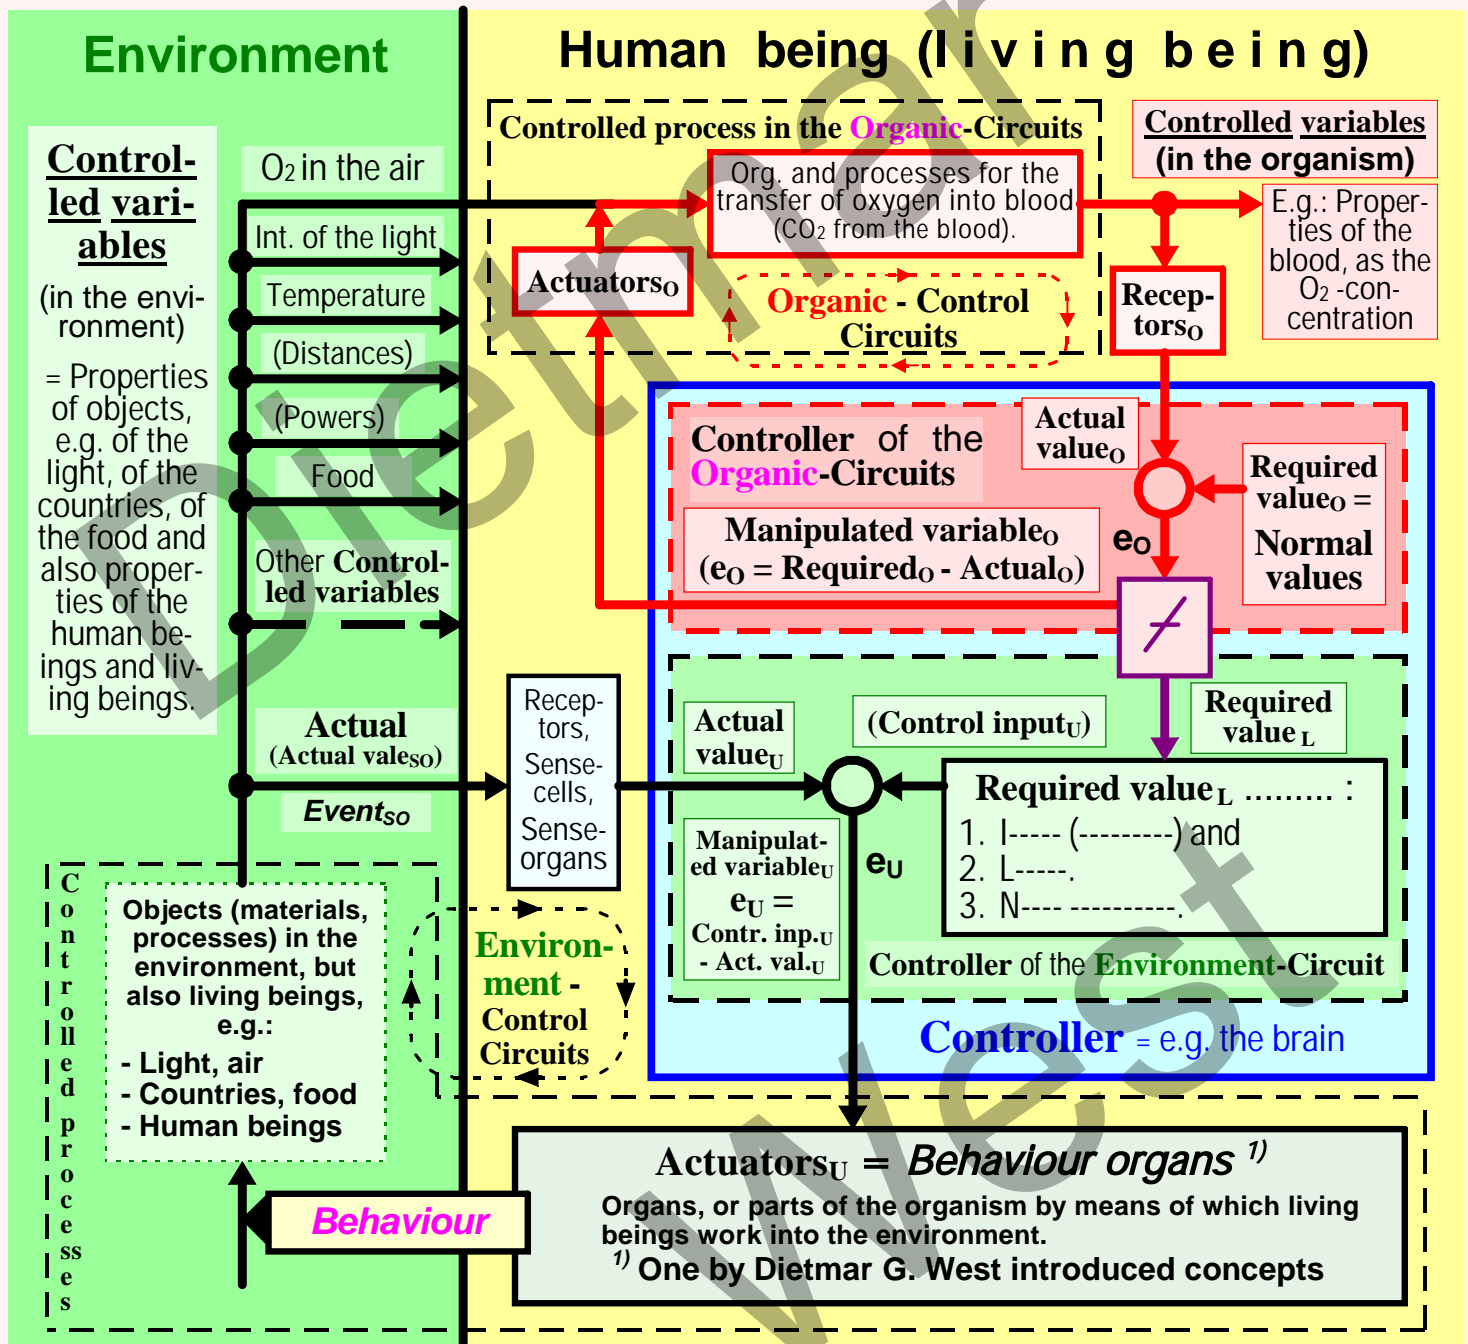 Environment
Human being (living being)
Control-
led vari-
ables
(in the envi-
ronment)
= Properties
of objects,
e.g. of the
light, of the
countries, of
the food and
also proper-
ties of the
human be-
ings and liv-
ing beings.
O2 in the air
Int. of the light
Temperature
(Distances)
(Powers)
Food
Other Control-
led variables
Actual
(Actual valeSO)
EventSO
Controlled process in the Organic-Circuits
Org. and processes for the
transfer of oxygen into blood
(CO2 from the blood).
ActuatorsO
Organic - Control
Circuits
Controlled variables
(in the organism)
E.g.: Proper-
ties of the
blood, as the
O2 -con-
centration
Recep-
torsO
Controller of the
Organic-Circuits
Actual
valueO
Required
valueO =
Normal
values
Manipulated variableO
(eO = RequiredO - ActualO)
eO
Recep-
tors,
Sense-
cells,
Sense-
organs
Actual
valueU
(Control inputU)
Required
value L
Required value L ......... :
1. I----- (---------) and
2. L-----.
3. N---- ----------.
Manipulat-
ed variableU
eU =
Contr. inp.U
- Act. val.U
eU
Controller of the Environment-Circuit
Controller = e.g. the brain
Controlled processes
Objects (materials,
processes) in the
environment, but
also living beings,
e.g.:
- Light, air
- Countries, food
- Human beings
Environ-
ment -
Control
Circuits
Behaviour
ActuatorsU = Behaviour organs 1)
Organs, or parts of the organism by means of which living
beings work into the environment.
1) One by Dietmar G. West introduced concepts
Dietmar
West